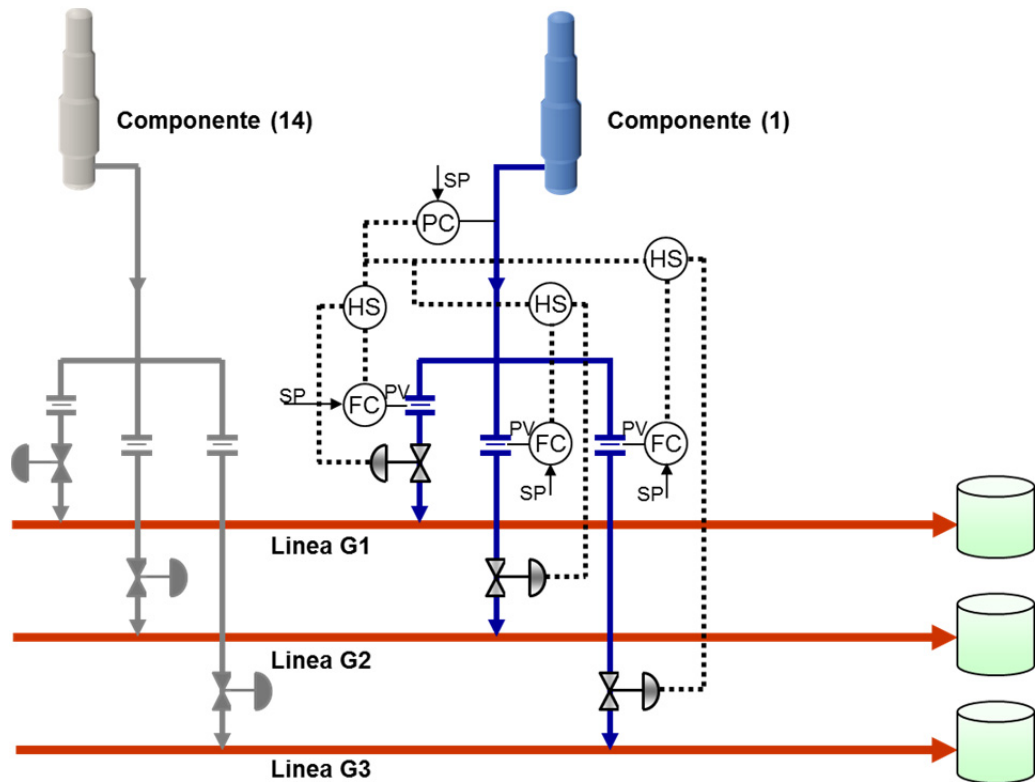 Componente (14)
Componente (1)
SP
PC
HS
HS
HS
SP
FC
PV
PV
FC
PV
FC
SP
SP
Linea G1
Linea G2
Linea G3